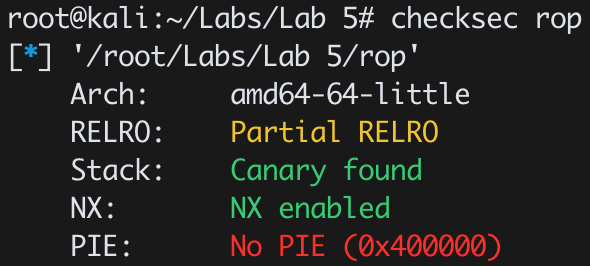 root@kali:~/Labs/Lab 5# checksec rop
[*] '/root/Labs/Lab 5/rop'
    Arch:     amd64-64-little
    RELRO:    Partial RELRO
    Stack:    Canary found
    NX:       NX enabled
    PIE:      No PIE (0x400000)